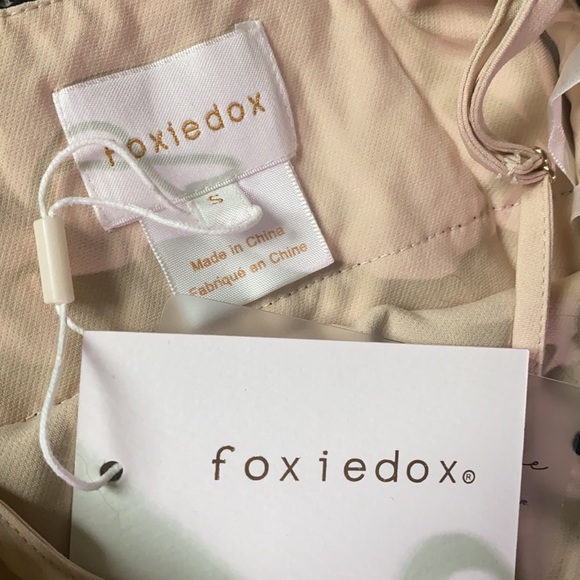 foxiedox
S
Made in China
Fabriqué en Chine
foxiedox®